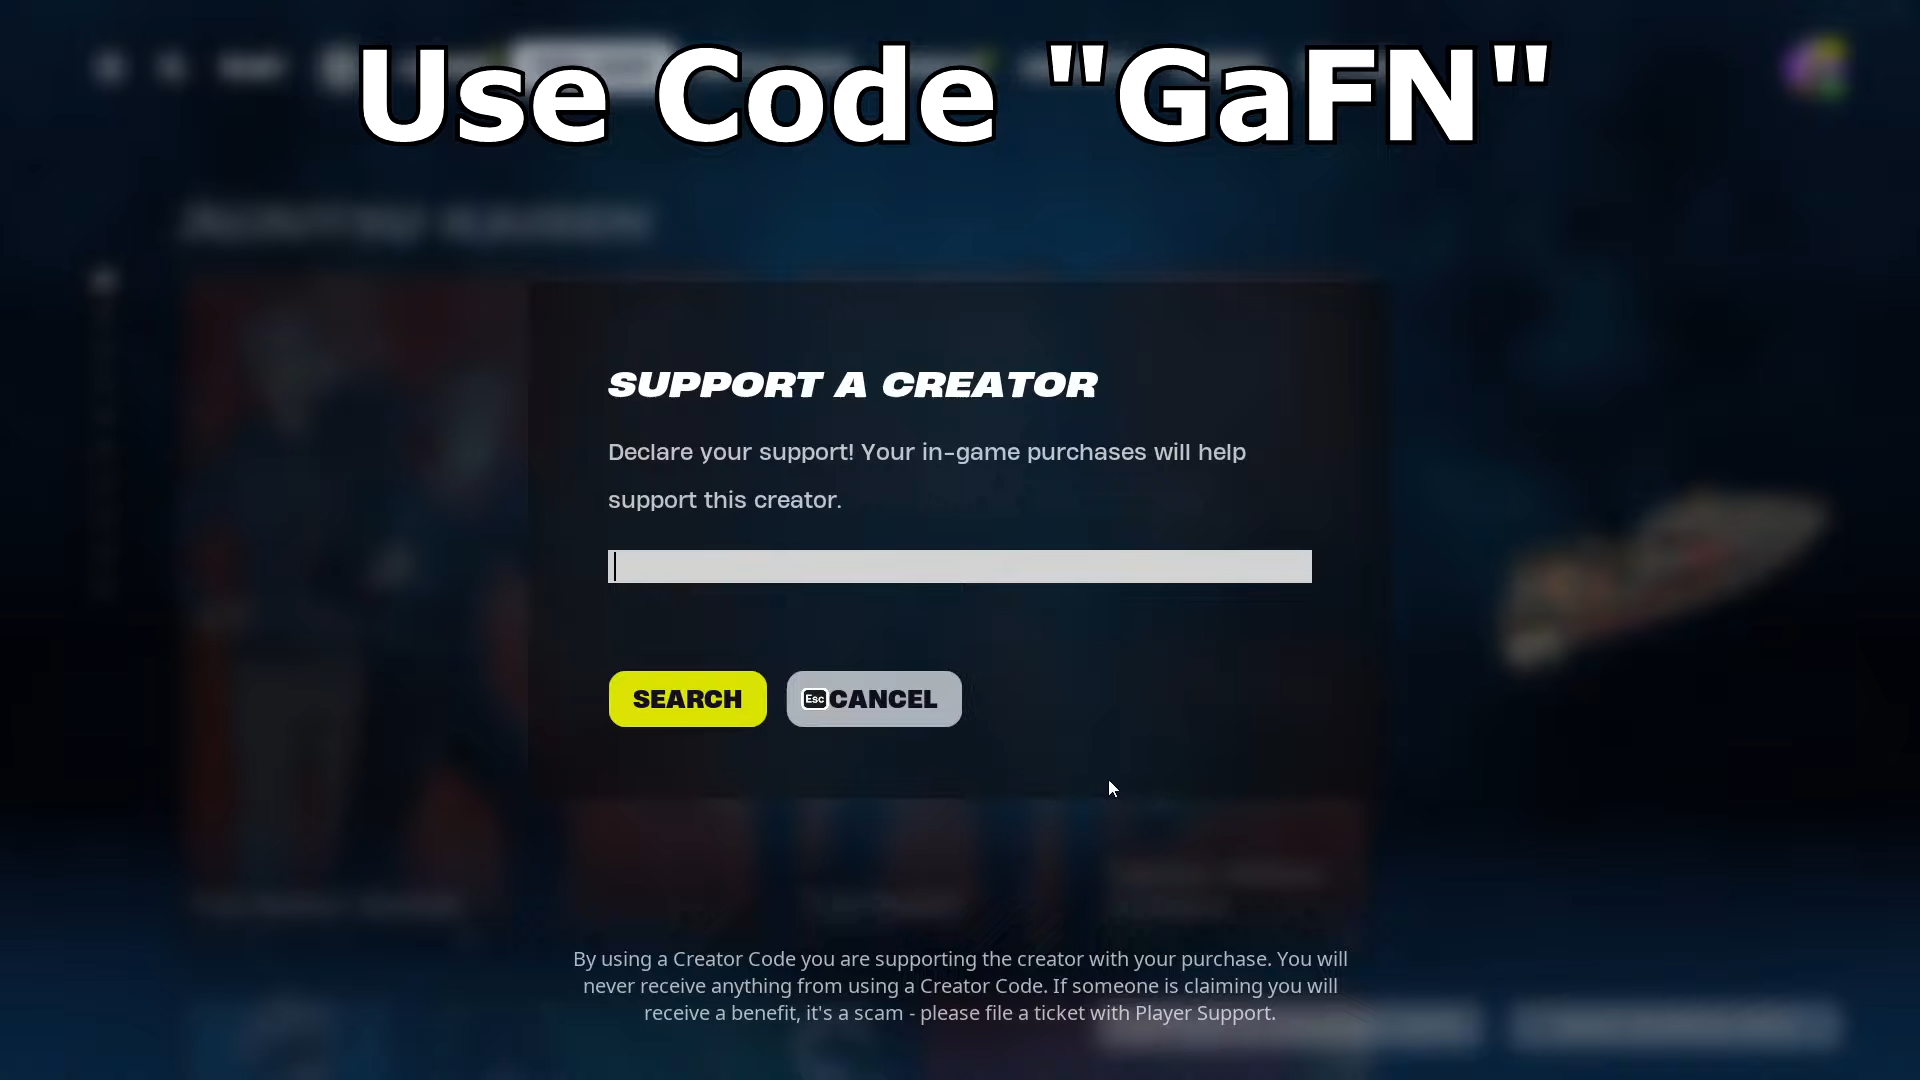 Use Code "GaFN"
SUPPORT A CREATOR
Declare your support! Your in-game purchases will help
support this creator.
SEARCH
Esc CANCEL
By using a Creator Code you are supporting the creator with your purchase. You will
never receive anything from using a Creator Code. If someone is claiming you will
receive a benefit, it's a scam - please file a ticket with Player Support.